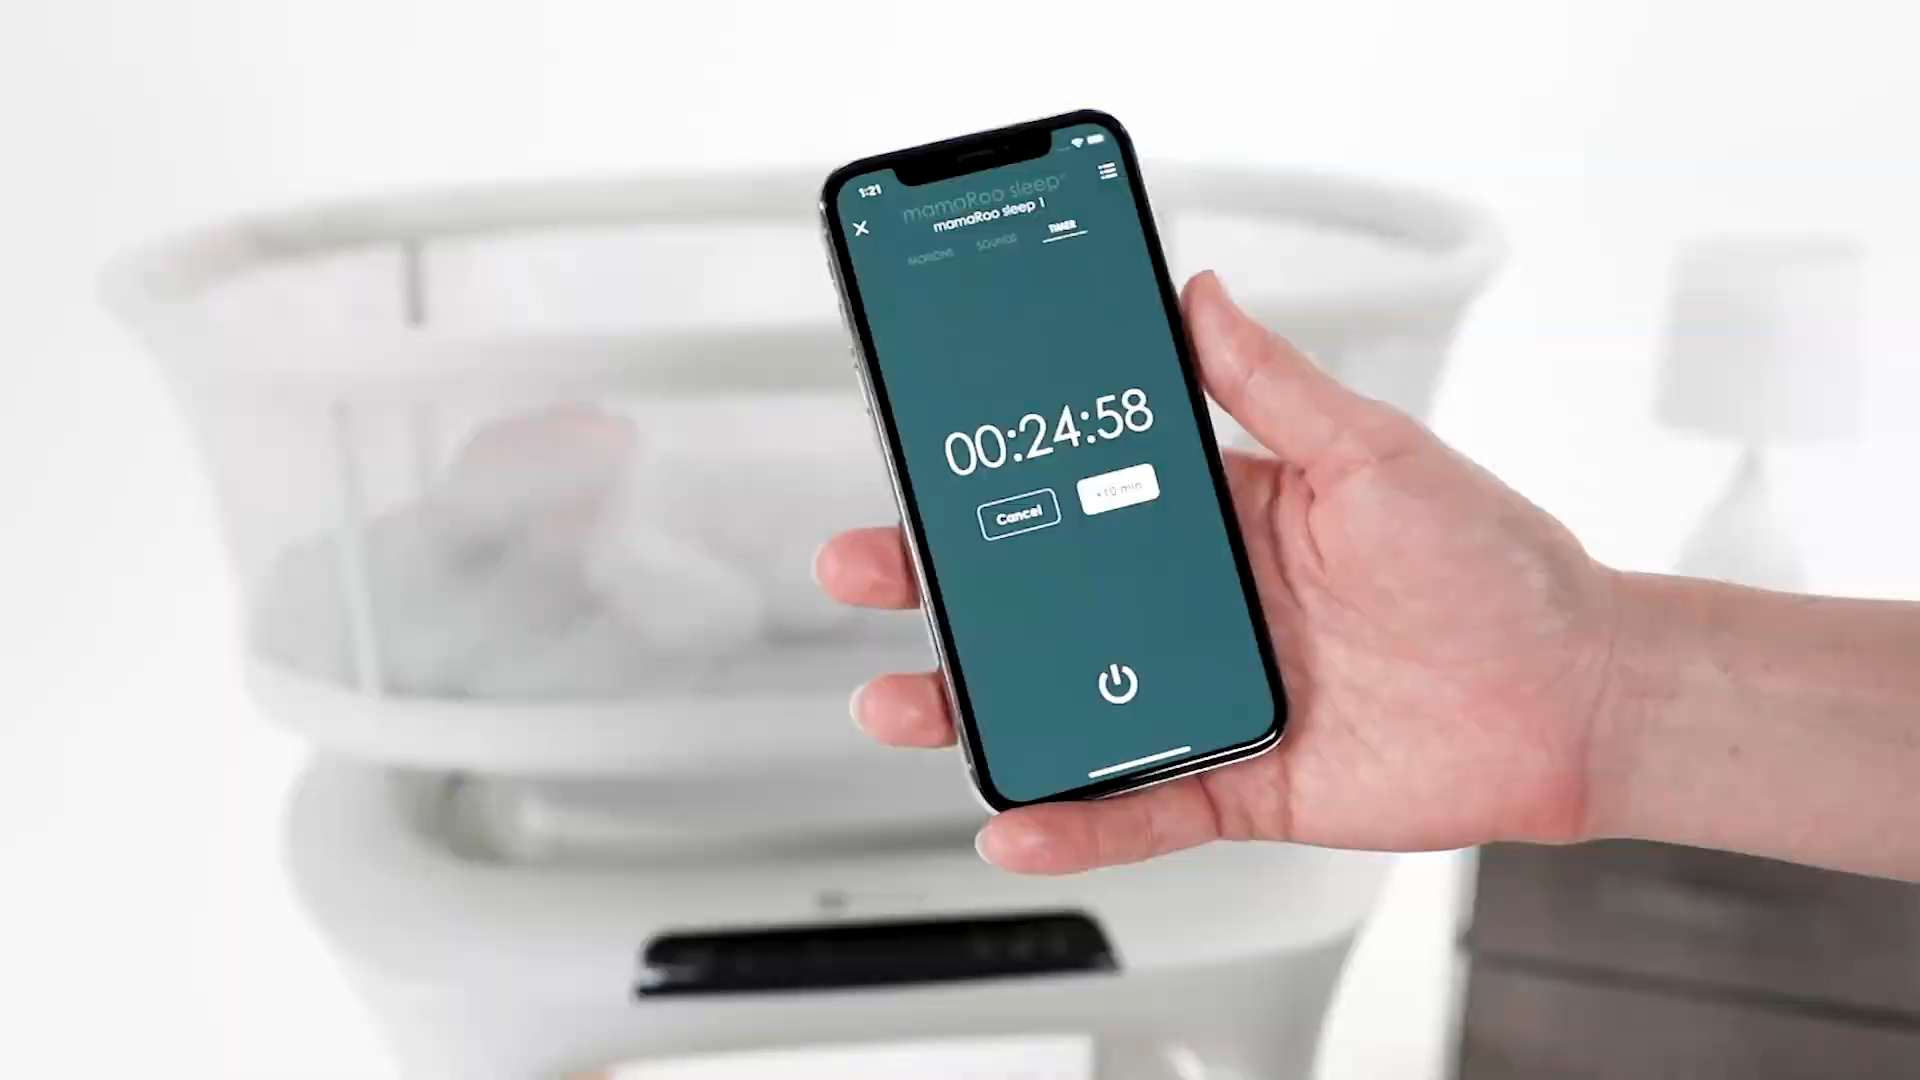 1:21
mamaRoo sleep
mamaRoo sleep 1
MOTIONS SOUNDS TIMER
00:24:58
Cancel +10 min